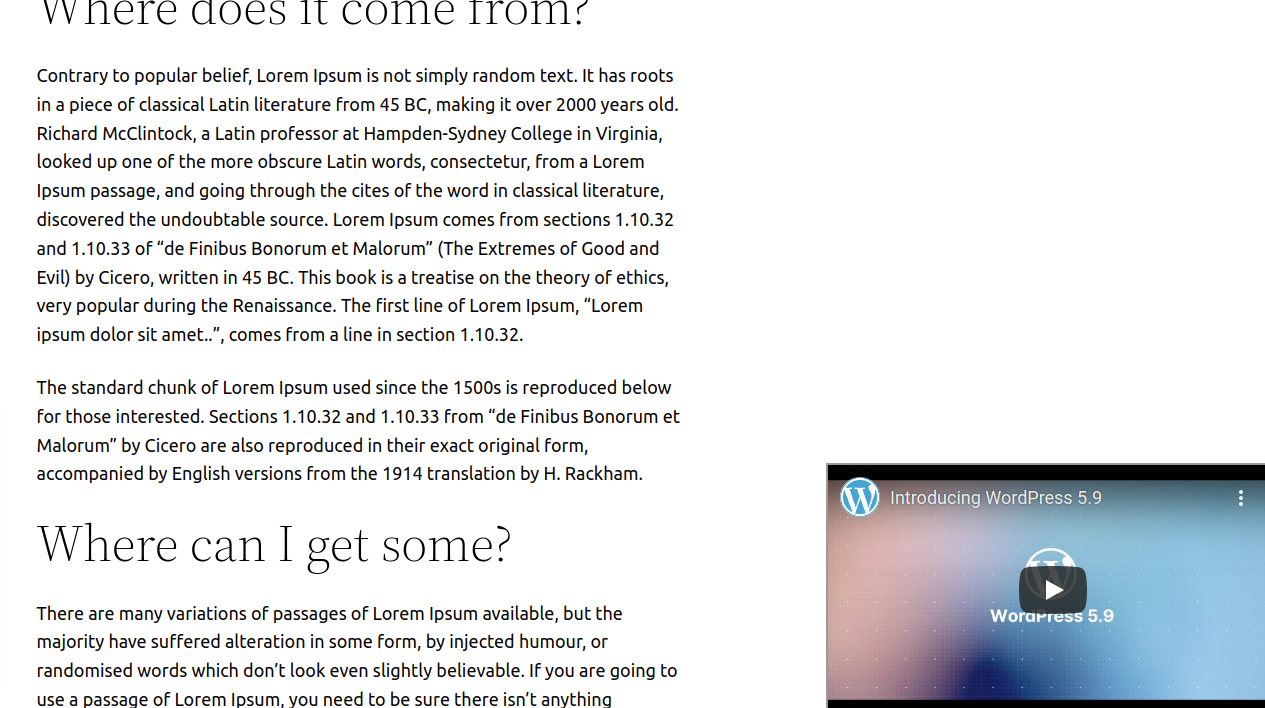 Where does it come from?
Contrary to popular belief, Lorem Ipsum is not simply random text. It has roots
in a piece of classical Latin literature from 45 BC, making it over 2000 years old.
Richard McClintock, a Latin professor at Hampden-Sydney College in Virginia,
looked up one of the more obscure Latin words, consectetur, from a Lorem
Ipsum passage, and going through the cites of the word in classical literature,
discovered the undoubtable source. Lorem Ipsum comes from sections 1.10.32
and 1.10.33 of “de Finibus Bonorum et Malorum” (The Extremes of Good and
Evil) by Cicero, written in 45 BC. This book is a treatise on the theory of ethics,
very popular during the Renaissance. The first line of Lorem Ipsum, “Lorem
ipsum dolor sit amet..”, comes from a line in section 1.10.32.
The standard chunk of Lorem Ipsum used since the 1500s is reproduced below
for those interested. Sections 1.10.32 and 1.10.33 from “de Finibus Bonorum et
Malorum” by Cicero are also reproduced in their exact original form,
accompanied by English versions from the 1914 translation by H. Rackham.
Where can I get some?
There are many variations of passages of Lorem Ipsum available, but the
majority have suffered alteration in some form, by injected humour, or
randomised words which don’t look even slightly believable. If you are going to
use a passage of Lorem Ipsum, you need to be sure there isn’t anything
Introducing WordPress 5.9
WordPress 5.9